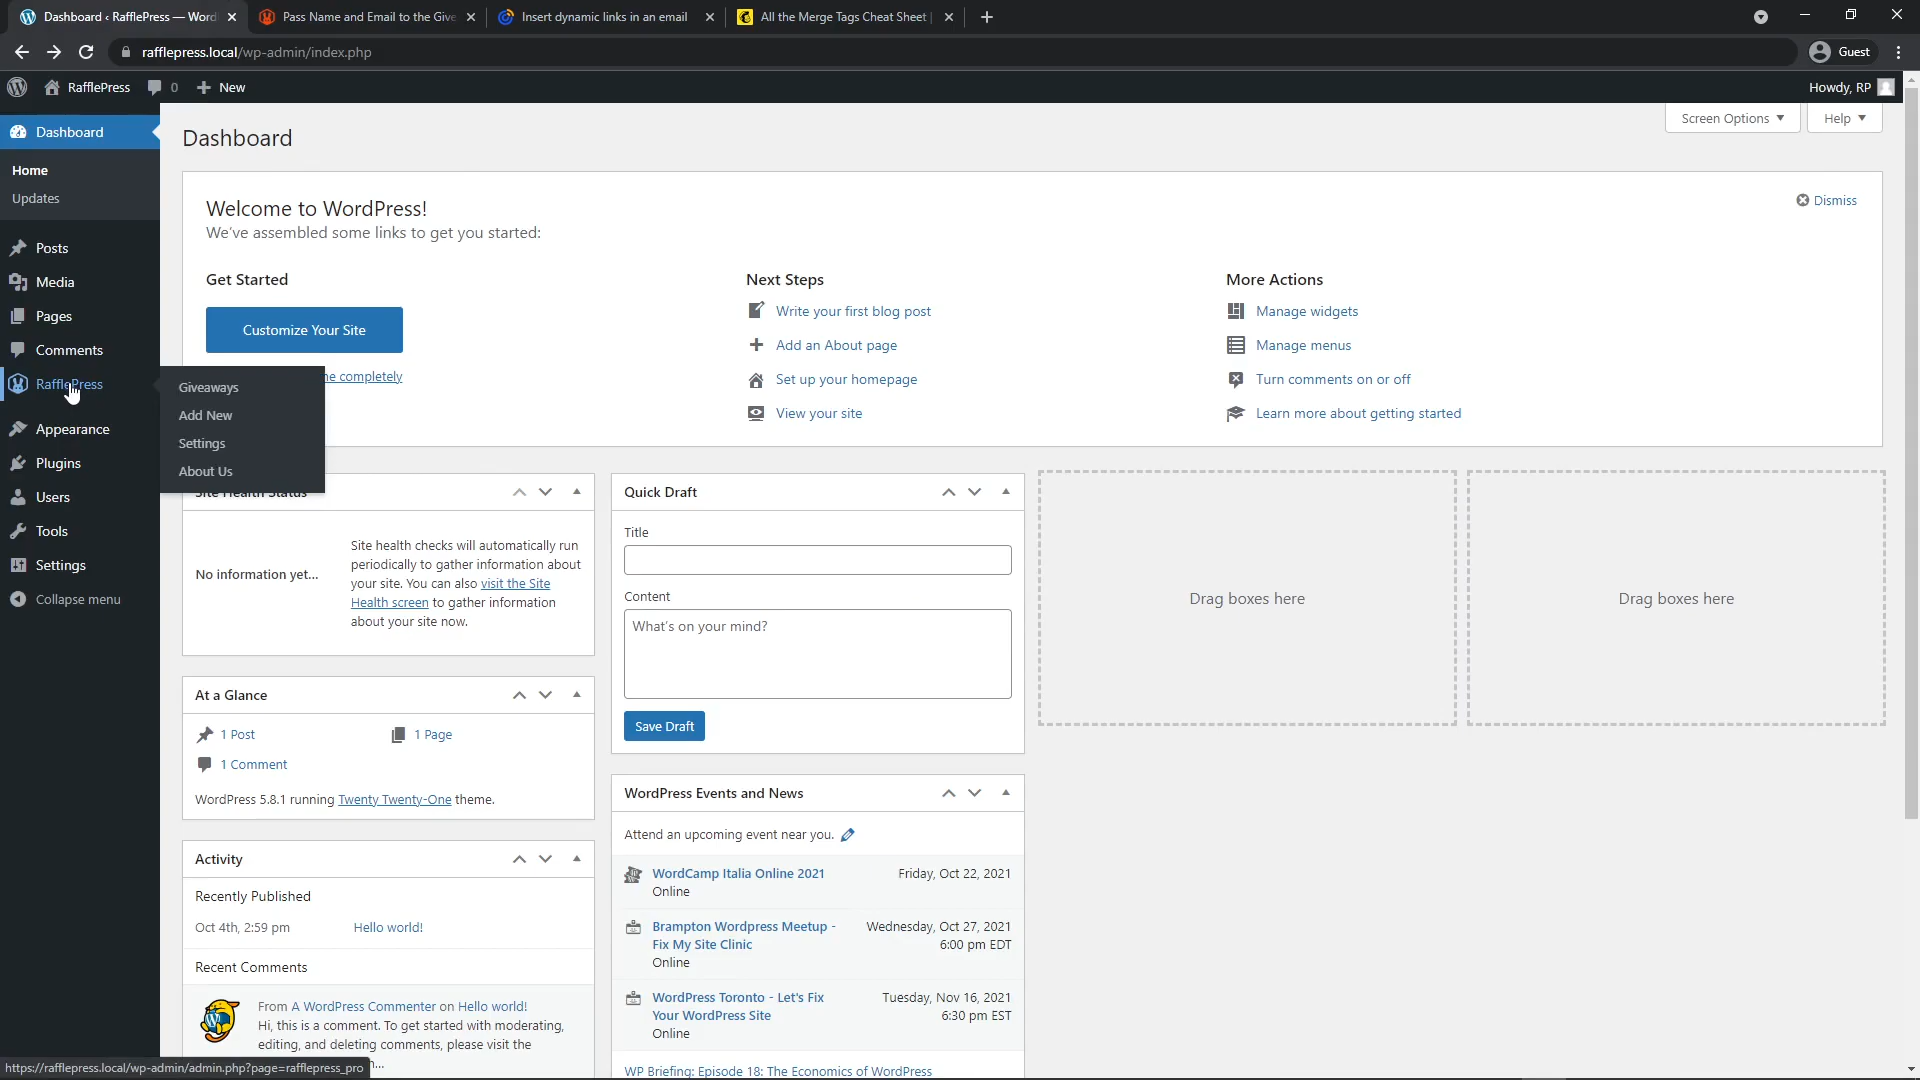 Dashboard ‹ RafflePress — Word
Pass Name and Email to the Give
Insert dynamic links in an email
All the Merge Tags Cheat Sheet |
rafflepress.local/wp-admin/index.php
Guest
RafflePress
0
New
Howdy, RP
Dashboard
Home
Updates
Posts
Media
Pages
Comments
RafflePress
Appearance
Plugins
Users
Tools
Settings
Collapse menu
Giveaways
Add New
Settings
About Us
Dashboard
Screen Options
Help
Welcome to WordPress!
We've assembled some links to get you started:
Dismiss
Get Started
Customize Your Site
me completely
Next Steps
Write your first blog post
Add an About page
Set up your homepage
View your site
More Actions
Manage widgets
Manage menus
Turn comments on or off
Learn more about getting started
Site Health Status
No information yet...
Site health checks will automatically run
periodically to gather information about
your site. You can also visit the Site
Health screen to gather information
about your site now.
At a Glance
1 Post
1 Page
1 Comment
WordPress 5.8.1 running Twenty Twenty-One theme.
Activity
Recently Published
Oct 4th, 2:59 pm
Hello world!
Recent Comments
From A WordPress Commenter on Hello world!
Hi, this is a comment. To get started with moderating,
editing, and deleting comments, please visit the
Quick Draft
Title
Content
What's on your mind?
Save Draft
WordPress Events and News
Attend an upcoming event near you.
WordCamp Italia Online 2021
Online
Friday, Oct 22, 2021
Brampton Wordpress Meetup -
Fix My Site Clinic
Online
Wednesday, Oct 27, 2021
6:00 pm EDT
WordPress Toronto - Let's Fix
Your WordPress Site
Online
Tuesday, Nov 16, 2021
6:30 pm EST
WP Briefing: Episode 18: The Economics of WordPress
Drag boxes here
Drag boxes here
https://rafflepress.local/wp-admin/admin.php?page=rafflepress_pro